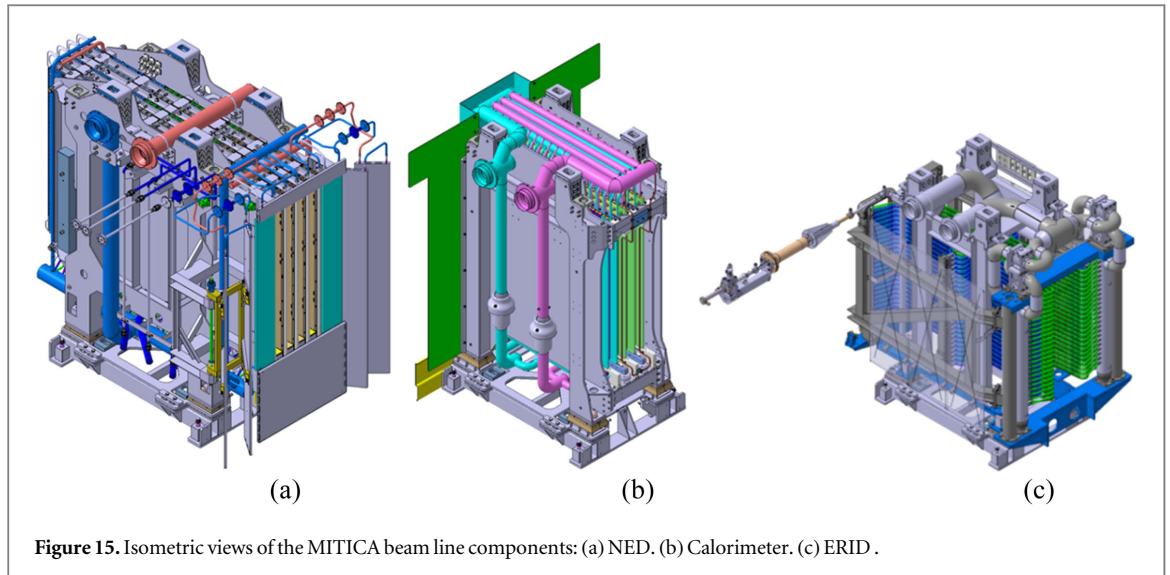 (a)
(b)
(c)
Figure 15. Isometric views of the MITICA beam line components: (a) NED. (b) Calorimeter. (c) ERID .